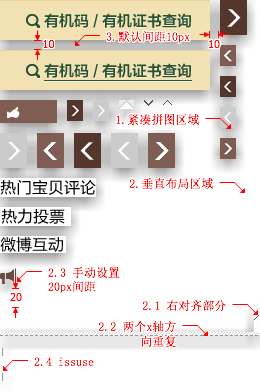 有机码 / 有机证书查询
3.默认间距10px
10
10
有机码 / 有机证书查询
1.紧凑拼图区域
2.垂直布局区域
热门宝贝评论
热力投票
微博互动
2.3 手动设置
20px间距
20
2.1 右对齐部分
2.2 两个x轴方
向重复
2.4 issuse